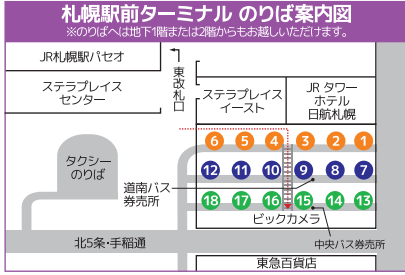 札幌駅前ターミナル のりば案内図
※のりばへは地下1階または2階からもお越しいただけます。
JR札幌駅パセオ
ステラプレイス
センター
東改札口
ステラプレイス
イースト
JR タワー
ホテル
日航札幌
6 5 4 3 2 1
タクシー
のりば
12 11 10 9 8 7
道南バス
券売所
18 17 16 15 14 13
ビックカメラ
北5条・手稲通
中央バス券売所
東急百貨店